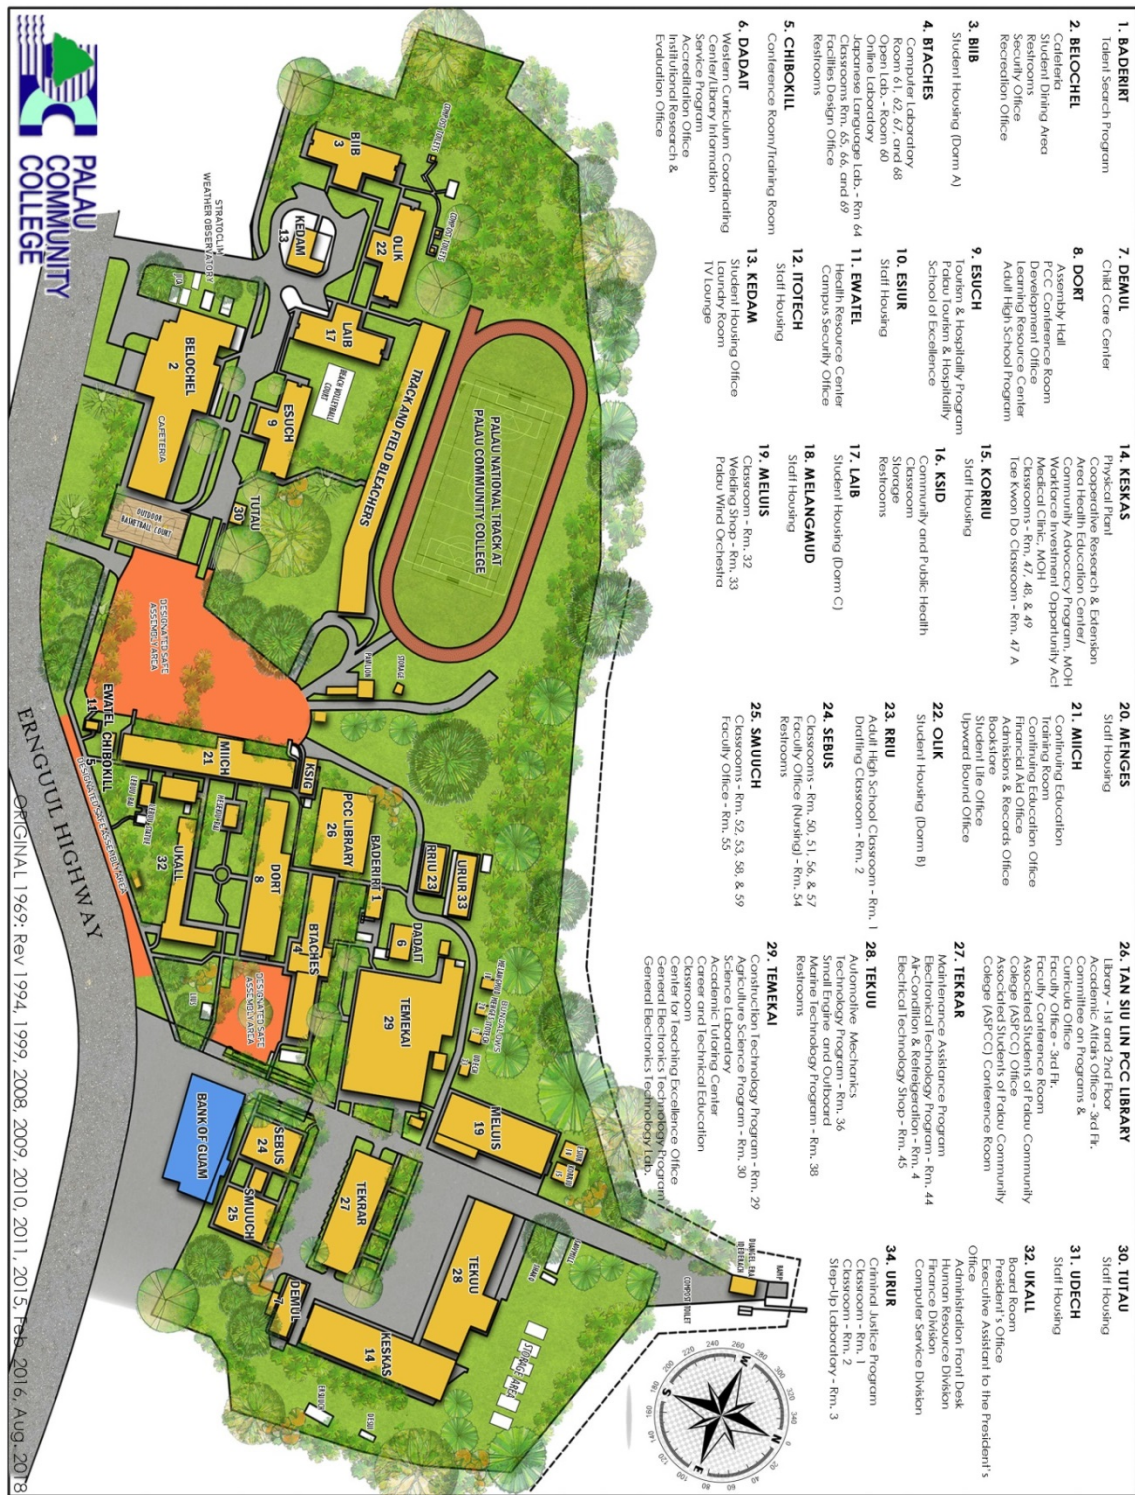 1. BADERIRT
Talent Search Program
2. BELOCHEL
Cafeteria
Student Dining Area
Restrooms
Security Office
Recreation Office
3. BIIB
Student Housing (Dorm A)
4. BTACHES
Computer Laboratory
Room 61, 62, 67, and 68
Open Lab. - Room 60
Online Laboratory
Japanese Language Lab. - Rm 64
Classrooms Rm. 65, 66, and 69
Facilities Design Office
Restrooms
5. CHIBOKILL
Conference Room/Training Room
6. DADAIT
Western Curriculum Coordinating
Center/Library Information
Service Program
Accreditation Office
Institutional Research &
Evaluation Office
7. DEMUL
Child Care Center
8. DORT
Assembly Hall
PCC Conference Room
Development Office
Learning Resource Center
Adult High School Program
9. ESUCH
Tourism & Hospitality Program
Palau Tourism & Hospitality
School of Excellence
10. ESIUR
Staff Housing
11. EWATEL
Health Resource Center
Campus Security Office
12. ITOTECH
Staff Housing
13. KEDAM
Student Housing Office
Laundry Room
TV Lounge
14. KESKAS
Physical Plant
Cooperative Research & Extension
Area Health Education Center/
Community Advocacy Program, MOH
Workforce Investment Opportunity Act
Medical Clinic, MOH
Classrooms - Rm, 47, 48, & 49
Tae Kwon Do Classroom - Rm. 47 A
15. KORRIU
Staff Housing
16. KSID
Community and Public Health
Classroom
Storage
Restrooms
17. LAIB
Student Housing (Dorm C)
18. MELANGMUD
Staff Housing
19. MELUIS
Classroom - Rm. 32
Welding Shop - Rm. 33
Palau Wind Orchestra
20. MENGES
Staff Housing
21. MIICH
Continuing Education
Training Room
Continuing Education Office
Financial Aid Office
Admissions & Records Office
Bookstore
Student Life Office
Upward Bound Office
22. OLIK
Student Housing (Dorm B)
23. RRIU
Adult High School Classroom - Rm. 1
Drafting Classroom - Rm. 2
24. SEBUS
Classrooms - Rm. 50, 51, 56, & 57
Faculty Office (Nursing) - Rm. 54
Restrooms
25. SMUUCH
Classrooms - Rm. 52, 53, 58, & 59
Faculty Office - Rm. 55
26. TAN SIU LIN PCC LIBRARY
Library - 1st and 2nd Floor
Academic Affairs Office - 3rd Flr.
Committee on Programs &
Curricula Office
Faculty Office - 3rd Flr.
Faculty Conference Room
Associated Students of Palau Community
College (ASPCC) Office
Associated Students of Palau Community
College (ASPCC) Conference Room
27. TEKRAR
Maintenance Assistance Program
Electronical Technology Program - Rm. 44
Air-Condition & Refreigeration - Rm. 4
Electrical Technology Shop - Rm. 45
28. TEKUU
Automotive Mechanics
Technology Program - Rm. 36
Small Engine and Outboard
Marine Technology Program - Rm. 38
Restrooms
29. TEMEKAI
Construction Technology Program - Rm. 29
Agriculture Science Program - Rm. 30
Science Laboratory
Academic Tutoring Center
Career and Technical Education
Classroom
Center for Teaching Excellence Office
General Electronics Technology Program
General Electronics Technology Lab.
30. TUTAU
Staff Housing
31. UDECH
Staff Housing
32. UKALL
Board Room
President's Office
Executive Assistant to the President's
Office
Administration Front Desk
Human Resource Division
Finance Division
Computer Service Division
34. URUR
Criminal Justice Program
Classroom - Rm. 1
Classroom - Rm. 2
Step-Up Laboratory - Rm. 3
COMPOST TOILETS
COMPOST TOILETS
BIIB
3
OLIK
22
KEDAM
13
LAIB
17
BEACH VOLLEYBALL
COURT
TRACK AND FIELD BLEACHERS
PALAU NATIONAL TRACK AT
PALAU COMMUNITY COLLEGE
STRATOCLIM
WEATHER OBSERVATORY
BELOCHEL
2
CAFETERIA
ESUCH
9
TUTAU
30
OUTDOOR
BASKETBALL COURT
DESIGNATED SAFE
ASSEMBLY AREA
PAVILION
STORAGE
EWATEL
11
CHIBOKILL
5
MIICH
21
KSIG
PCC LIBRARY
26
BADERIRT 1
RRIU 23
URUR 33
DADAIT
6
UKALL
32
DORT
8
BTACHES
4
TEMEKAI
29
BUNGALOWS
DESIGNATED SAFE ASSEMBLY AREA
DESIGNATED SAFE
ASSEMBLY AREA
MELUIS
19
SEBUS
24
SMUUCH
25
TEKRAR
27
TEKUU
28
DEMUL
7
KESKAS
14
BANK OF GUAM
RAMP
COMPOST TOILET
STORAGE AREA
ERNGUUL HIGHWAY
N
E
S
W
PALAU
COMMUNITY
COLLEGE
ORIGINAL 1969: Rev 1994, 1999, 2008, 2009, 2010, 2011, 2015, Feb. 2016, Aug. 2018